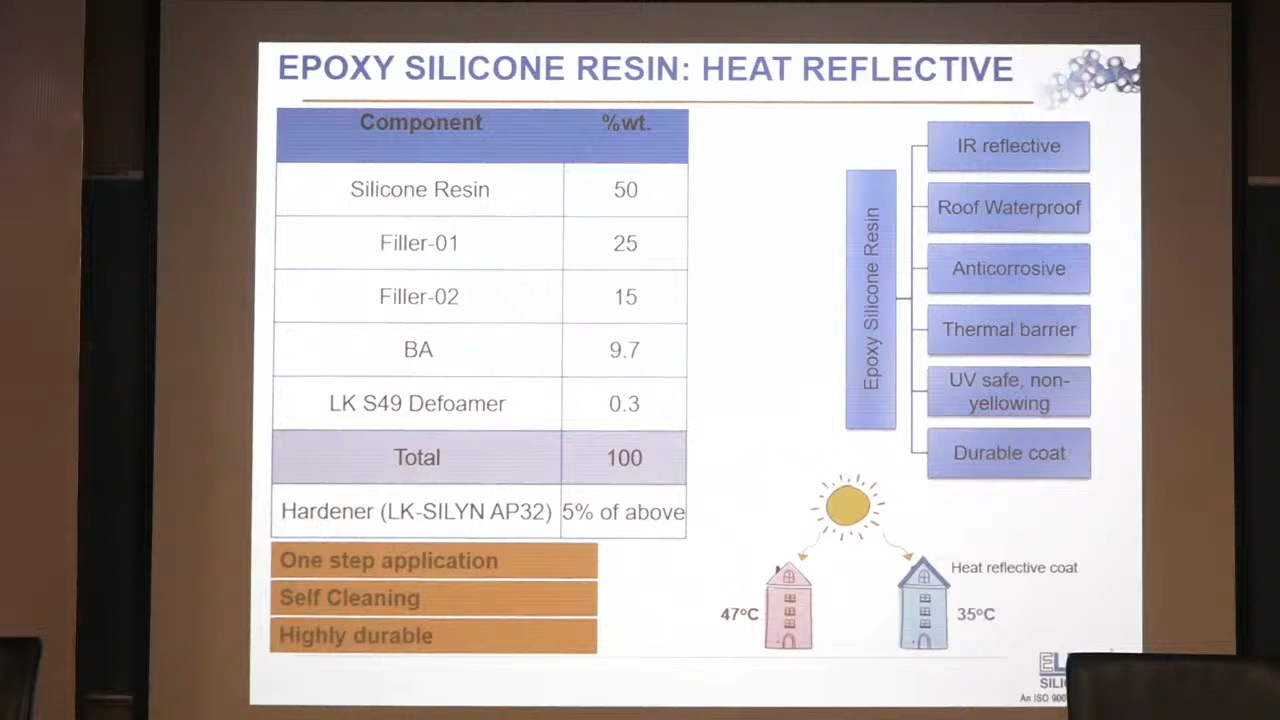 EPOXY SILICONE RESIN: HEAT REFLECTIVE
Component %wt.
Silicone Resin 50
Filler-01 25
Filler-02 15
BA 9.7
LK S49 Defoamer 0.3
Total 100
Hardener (LK-SILYN AP32) 5% of above
One step application
Self Cleaning
Highly durable
Epoxy Silicone Resin
IR reflective
Roof Waterproof
Anticorrosive
Thermal barrier
UV safe, non-
yellowing
Durable coat
Heat reflective coat
47°C
35°C
An ISO